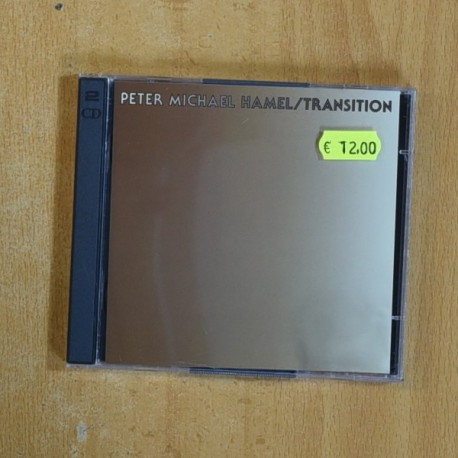 2 CD
PETER MICHAEL HAMEL/TRANSITION
€ 12.00